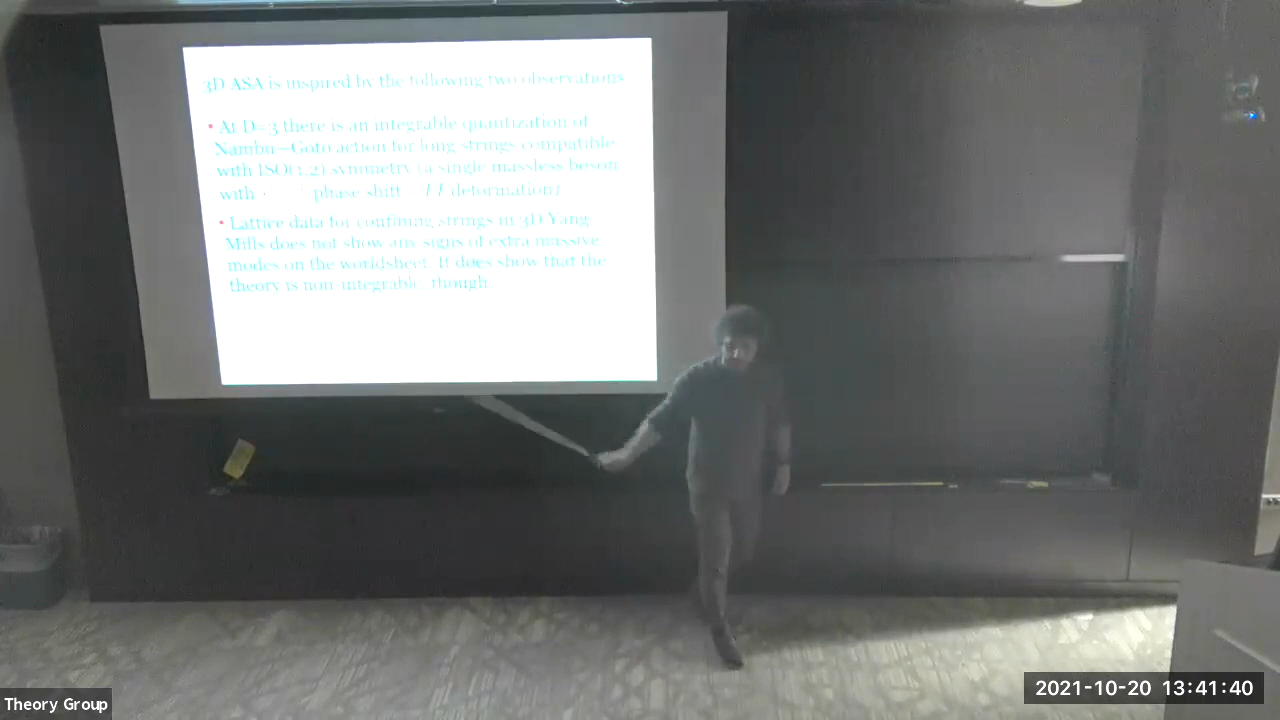 3D ASA is inspired by the following two observations
• At D=3 there is an integrable quantization of
Nambu—Goto action for long strings compatible
with ISO(1,2) symmetry (a single massless boson
with phase shift deformation)
• Lattice data for confining strings in 3D Yang
Mills does not show any signs of extra massive
modes on the worldsheet. It does show that the
theory is non-integrable, though.
Theory Group
2021-10-20 13:41:40